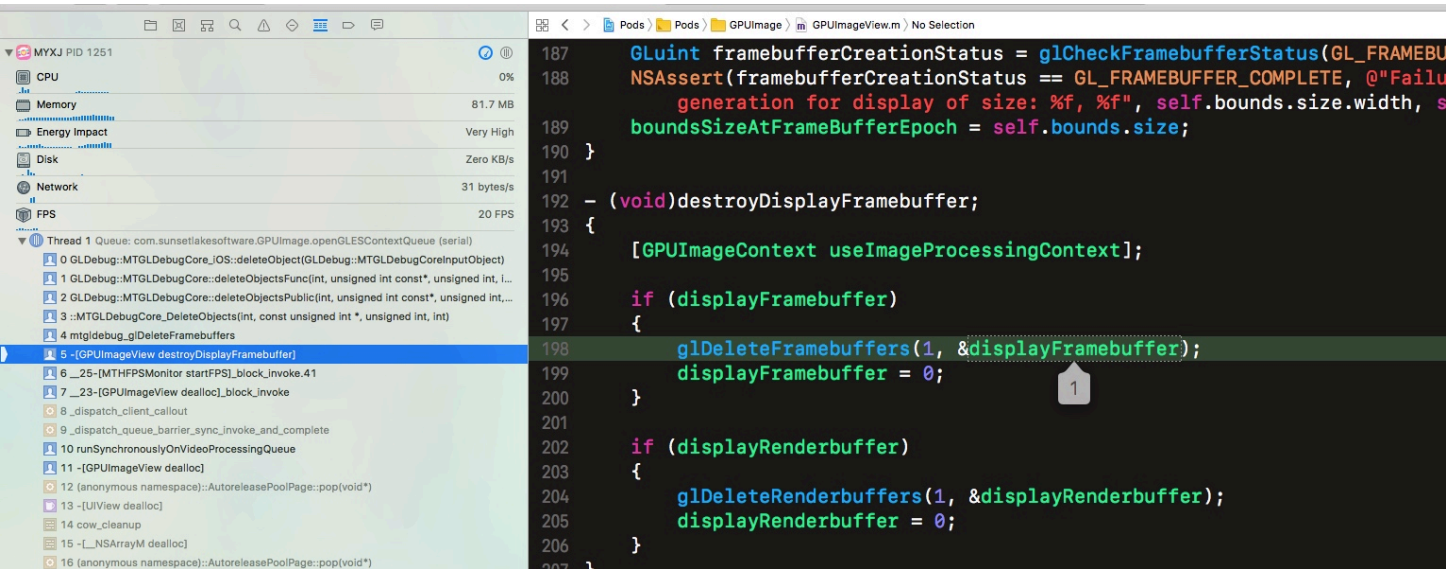 MYXJ PID 1251
CPU 0%
Memory 81.7 MB
Energy Impact Very High
Disk Zero KB/s
Network 31 bytes/s
FPS 20 FPS
Thread 1 Queue: com.sunsetlakesoftware.GPUImage.openGLESContextQueue (serial)
0 GLDebug::MTGLDebugCore_iOS::deleteObject(GLDebug::MTGLDebugCoreInputObject)
1 GLDebug::MTGLDebugCore::deleteObjectsFunc(int, unsigned int const*, unsigned int, i...
2 GLDebug::MTGLDebugCore::deleteObjectsPublic(int, unsigned int const*, unsigned int,...
3 ::MTGLDebugCore_DeleteObjects(int, const unsigned int *, unsigned int, int)
4 mtgldebug_glDeleteFramebuffers
5 -[GPUImageView destroyDisplayFramebuffer]
6 __25-[MTHFPSMonitor startFPS]_block_invoke.41
7 __23-[GPUImageView dealloc]_block_invoke
8 _dispatch_client_callout
9 _dispatch_queue_barrier_sync_invoke_and_complete
10 runSynchronouslyOnVideoProcessingQueue
11 -[GPUImageView dealloc]
12 (anonymous namespace)::AutoreleasePoolPage::pop(void*)
13 -[UIView dealloc]
14 cow_cleanup
15 -[__NSArrayM dealloc]
16 (anonymous namespace)::AutoreleasePoolPage::pop(void*)
Pods Pods GPUImage m GPUImageView.m No Selection
187 GLuint framebufferCreationStatus = glCheckFramebufferStatus(GL_FRAMEBU
188 NSAssert(framebufferCreationStatus == GL_FRAMEBUFFER_COMPLETE, @"Failu
generation for display of size: %f, %f", self.bounds.size.width, s
189 boundsSizeAtFrameBufferEpoch = self.bounds.size;
190 }
191
192 - (void)destroyDisplayFramebuffer;
193 {
194 [GPUImageContext useImageProcessingContext];
195
196 if (displayFramebuffer)
197 {
198 glDeleteFramebuffers(1, &displayFramebuffer);
199 displayFramebuffer = 0;
1
200 }
201
202 if (displayRenderbuffer)
203 {
204 glDeleteRenderbuffers(1, &displayRenderbuffer);
205 displayRenderbuffer = 0;
206 }
207 }